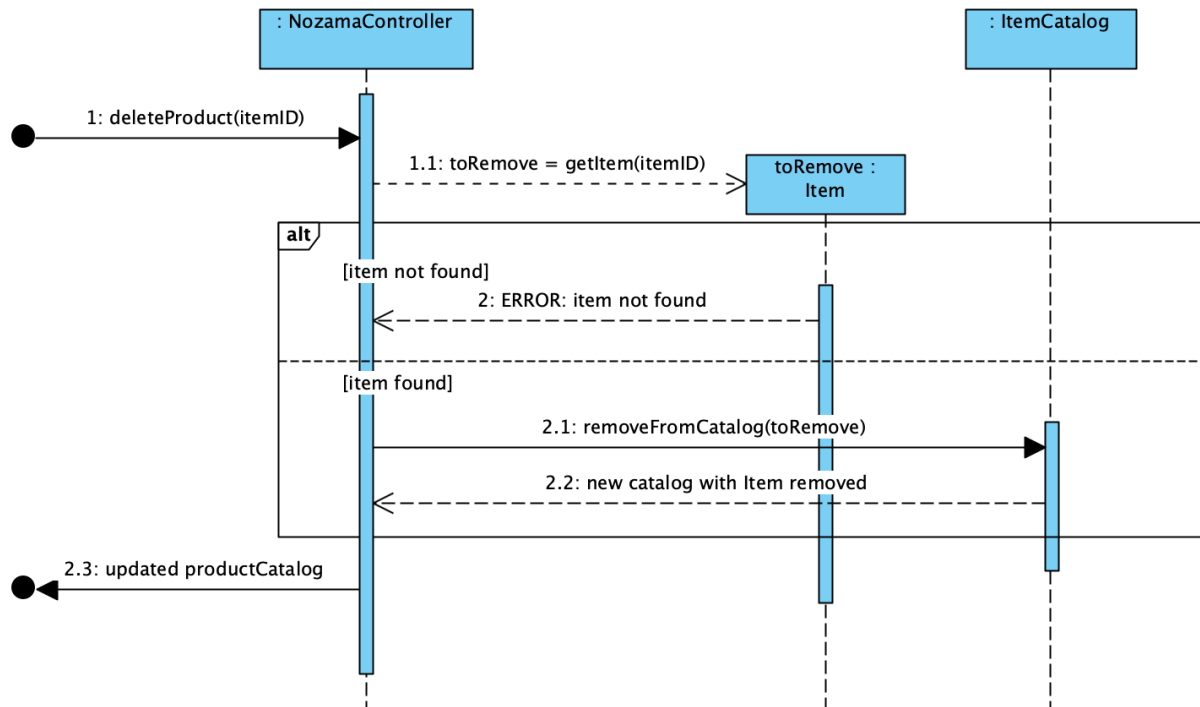 : NozamaController
: ItemCatalog
1: deleteProduct(itemID)
1.1: toRemove = getItem(itemID)
toRemove :
Item
alt
[item not found]
2: ERROR: item not found
[item found]
2.1: removeFromCatalog(toRemove)
2.2: new catalog with Item removed
2.3: updated productCatalog